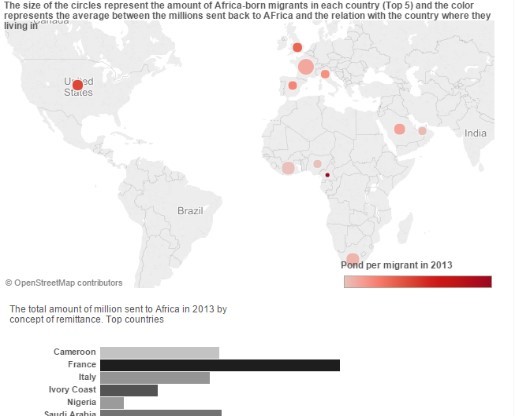 The size of the circles represent the amount of Africa-born migrants in each country (Top 5) and the color
represents the average between the millions sent back to AFrica and the relation with the country where they
living in
Canada
United
States
India
Brazil
Pond per migrant in 2013
© OpenStreetMap contributors
The total amount of million sent to Africa in 2013 by
concept of remittance. Top countries
Cameroon
France
Italy
Ivory Coast
Nigeria
Saudi Arabia